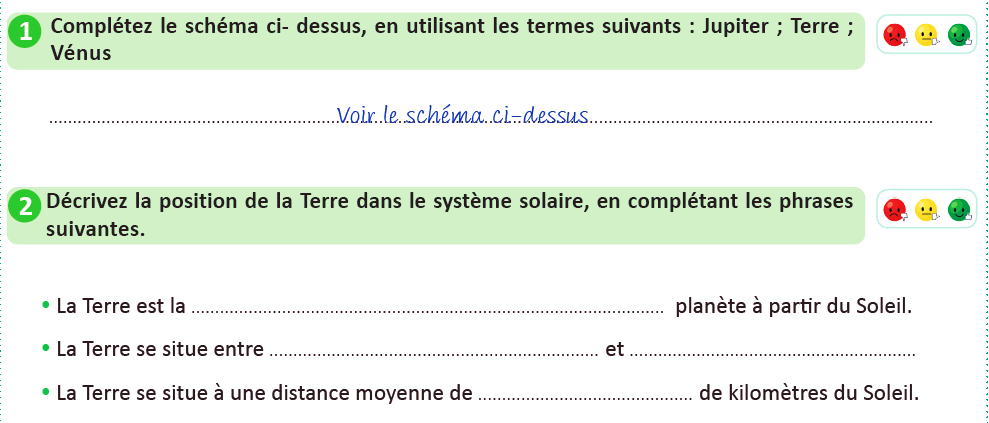 1 Complétez le schéma ci- dessus, en utilisant les termes suivants : Jupiter ; Terre ;
Vénus
Voir le schéma ci-dessus
2 Décrivez la position de la Terre dans le système solaire, en complétant les phrases
suivantes.
• La Terre est la ........................ planète à partir du Soleil.
• La Terre se situe entre ........................ et ........................
• La Terre se situe à une distance moyenne de ........................ de kilomètres du Soleil.